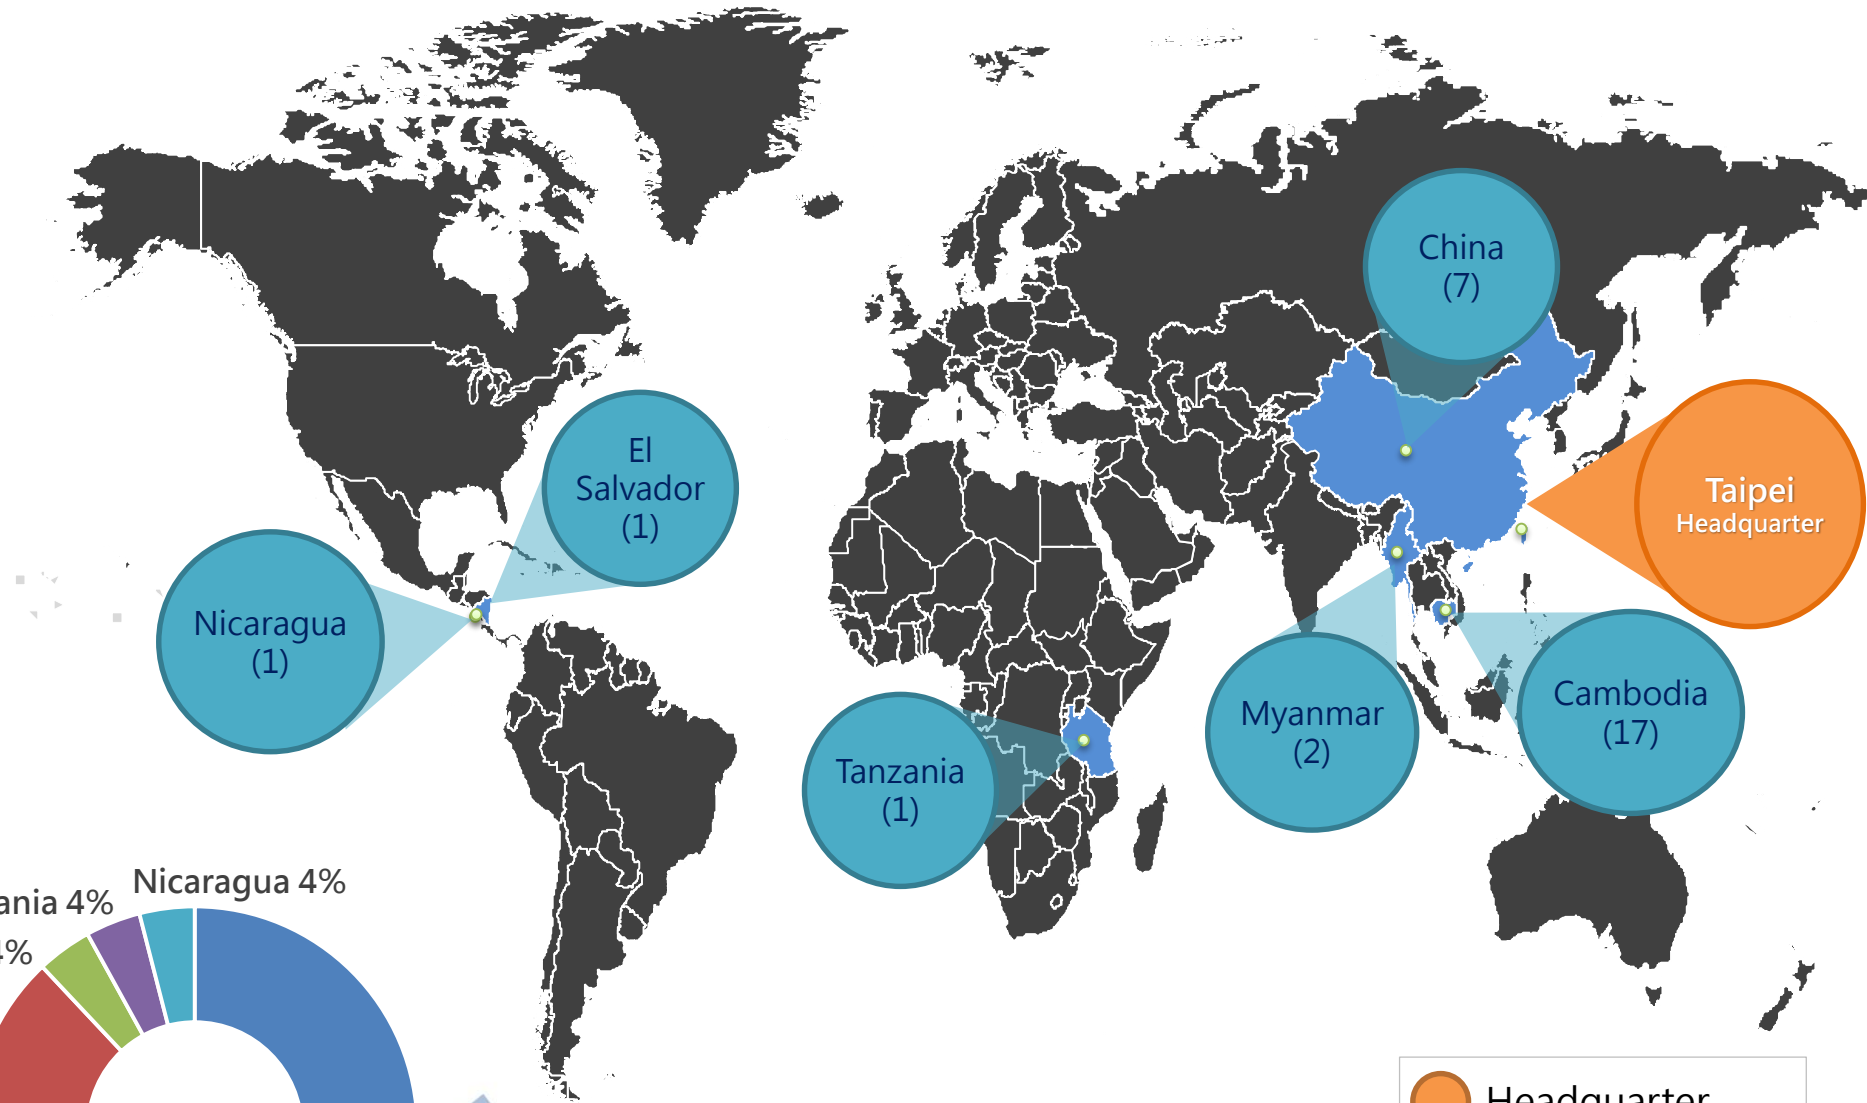 China
(7)
El
Salvador
(1)
Taipei
Headquarter
Nicaragua
(1)
Cambodia
(17)
Myanmar
(2)
Tanzania
(1)
Nicaragua 4%
ania 4%
4%
Headquarter